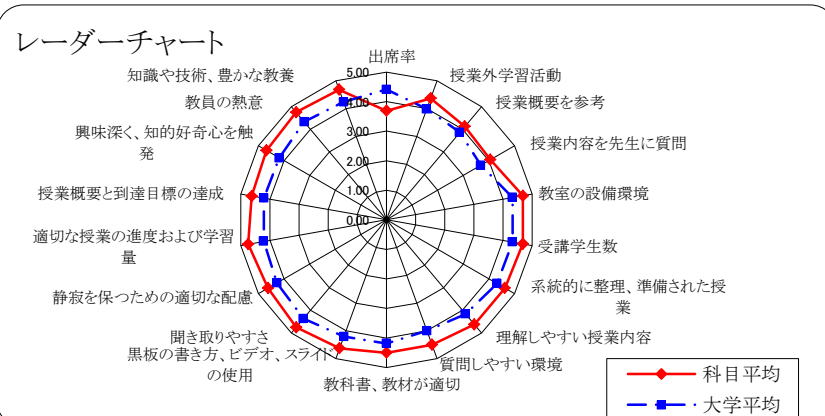 レーダーチャート
出席率
授業外学習活動
授業概要を参考
授業内容を先生に質問
教室の設備環境
受講学生数
系統的に整理、準備された授
業
理解しやすい授業内容
質問しやすい環境
教科書、教材が適切
黒板の書き方、ビデオ、スライド
の使用
聞き取りやすさ
静寂を保つための適切な配慮
適切な授業の進度および学習
量
授業概要と到達目標の達成
興味深く、知的好奇心を触
発
教員の熱意
知識や技術、豊かな教養
5.00
4.00
3.00
2.00
1.00
0.00
科目平均
大学平均